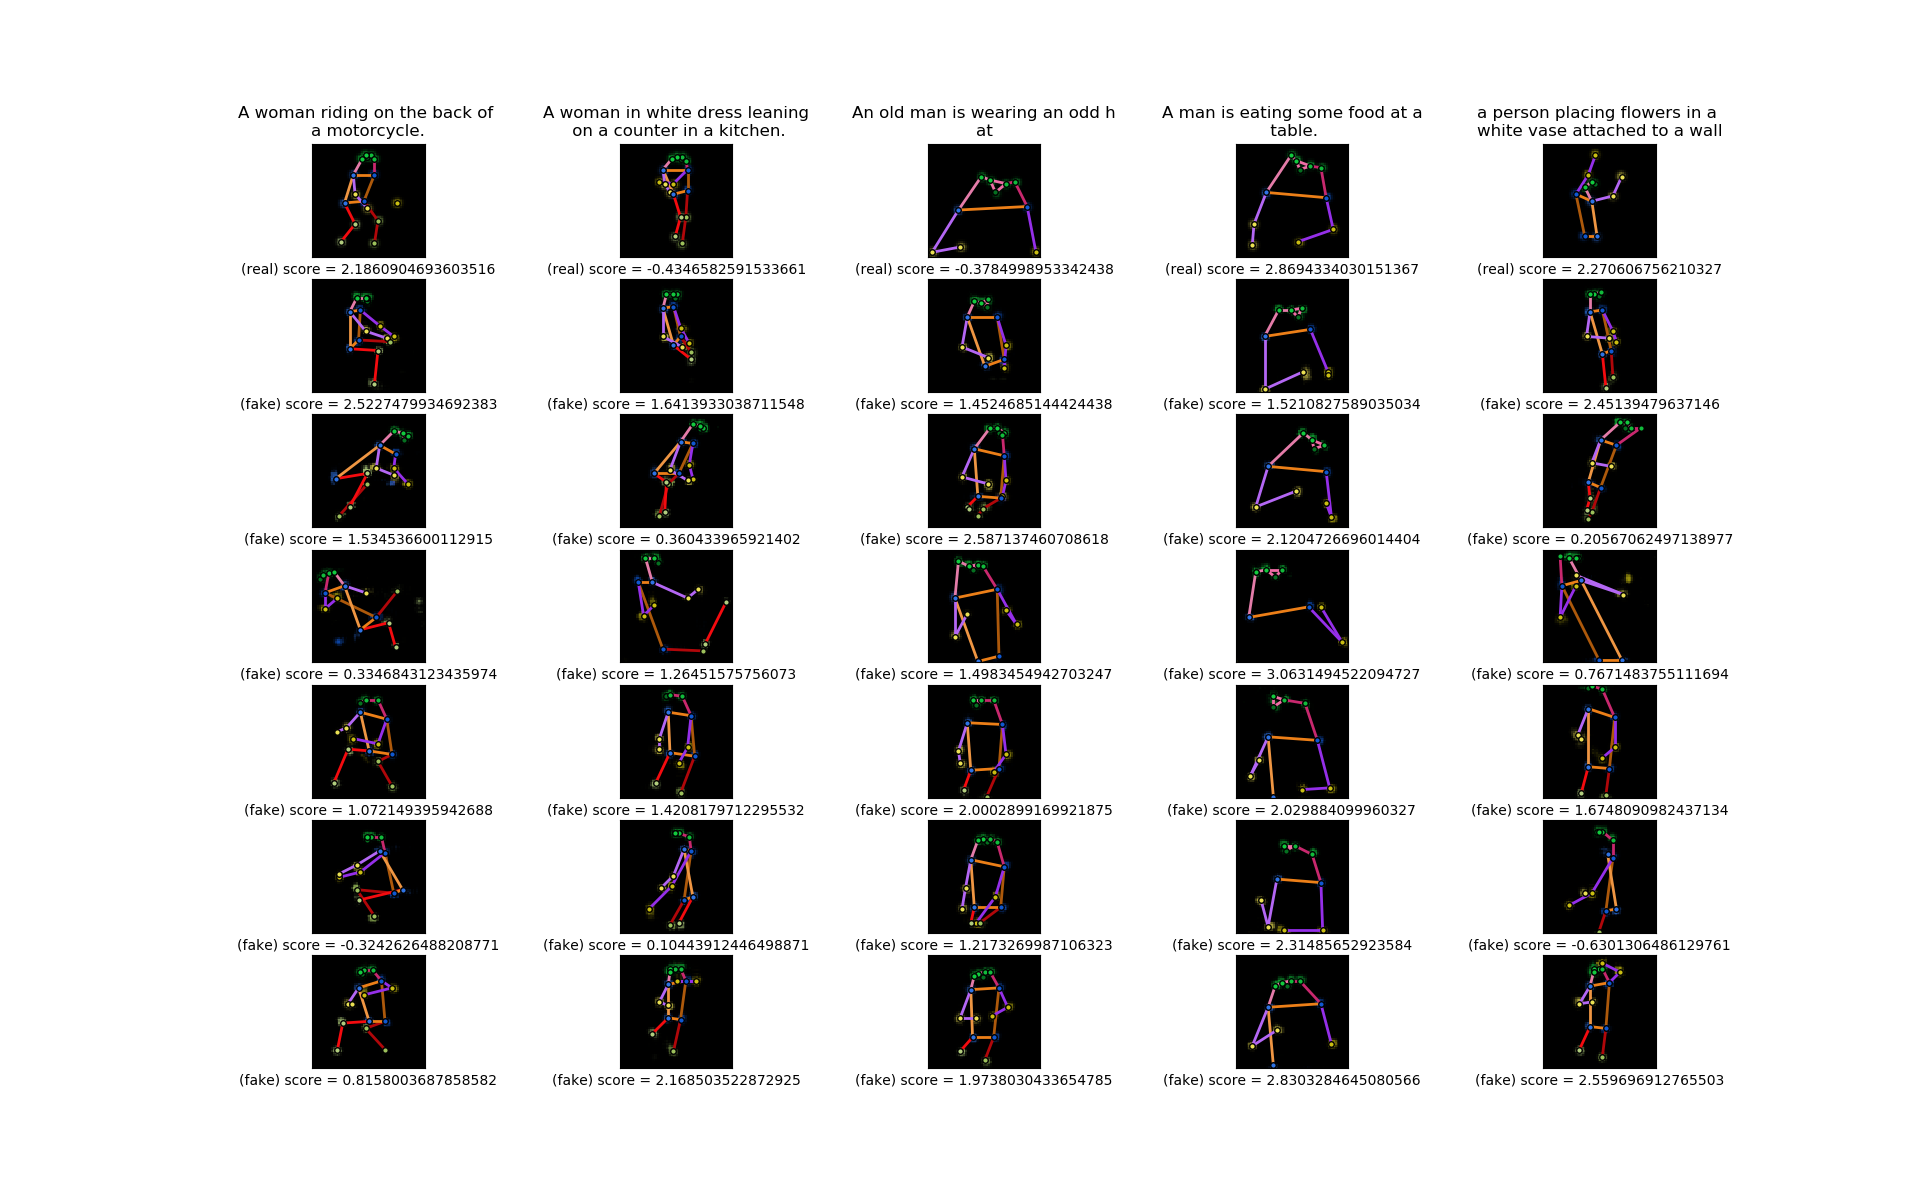 A woman riding on the back of
a motorcycle.
A woman in white dress leaning
on a counter in a kitchen.
An old man is wearing an odd h
at
A man is eating some food at a
table.
a person placing flowers in a
white vase attached to a wall
(real) score = 2.1860904693603516
(real) score = -0.4346582591533661
(real) score = -0.3784998953342438
(real) score = 2.8694334030151367
(real) score = 2.270606756210327
(fake) score = 2.5227479934692383
(fake) score = 1.6413933038711548
(fake) score = 1.4524685144424438
(fake) score = 1.5210827589035034
(fake) score = 2.45139479637146
(fake) score = 1.534536600112915
(fake) score = 0.360433965921402
(fake) score = 2.587137460708618
(fake) score = 2.1204726696014404
(fake) score = 0.20567062497138977
(fake) score = 0.3346843123435974
(fake) score = 1.26451575756073
(fake) score = 1.4983454942703247
(fake) score = 3.0631494522094727
(fake) score = 0.7671483755111694
(fake) score = 1.072149395942688
(fake) score = 1.4208179712295532
(fake) score = 2.0002899169921875
(fake) score = 2.029884099960327
(fake) score = 1.6748090982437134
(fake) score = -0.3242626488208771
(fake) score = 0.10443912446498871
(fake) score = 1.2173269987106323
(fake) score = 2.31485652923584
(fake) score = -0.6301306486129761
(fake) score = 0.8158003687858582
(fake) score = 2.168503522872925
(fake) score = 1.9738030433654785
(fake) score = 2.8303284645080566
(fake) score = 2.559696912765503